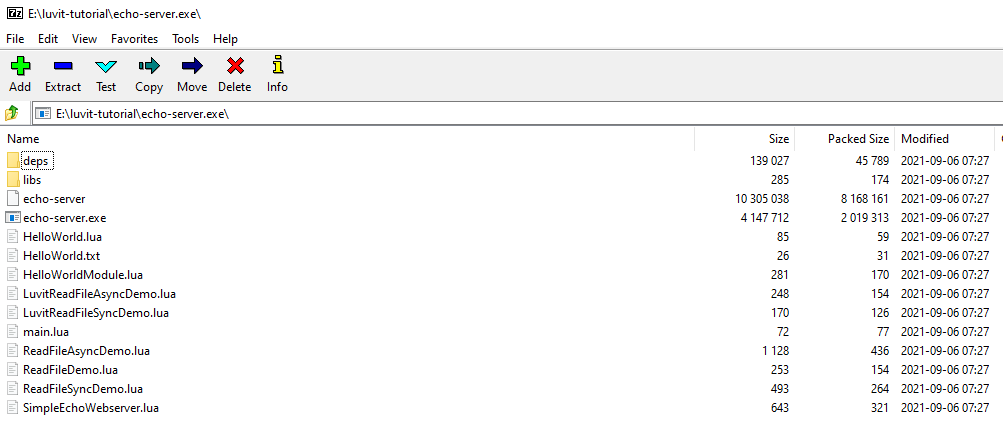 7z E:\luvit-tutorial\echo-server.exe\
File Edit View Favorites Tools Help
Add Extract Test Copy Move Delete Info
E:\luvit-tutorial\echo-server.exe\
Name Size Packed Size Modified
deps 139 027 45 789 2021-09-06 07:27
libs 285 174 2021-09-06 07:27
echo-server 10 305 038 8 168 161 2021-09-06 07:27
echo-server.exe 4 147 712 2 019 313 2021-09-06 07:27
HelloWorld.lua 85 59 2021-09-06 07:27
HelloWorld.txt 26 31 2021-09-06 07:27
HelloWorldModule.lua 281 170 2021-09-06 07:27
LuvitReadFileAsyncDemo.lua 248 154 2021-09-06 07:27
LuvitReadFileSyncDemo.lua 170 126 2021-09-06 07:27
main.lua 72 77 2021-09-06 07:27
ReadFileAsyncDemo.lua 1 128 436 2021-09-06 07:27
ReadFileDemo.lua 253 154 2021-09-06 07:27
ReadFileSyncDemo.lua 493 264 2021-09-06 07:27
SimpleEchoWebserver.lua 643 321 2021-09-06 07:27